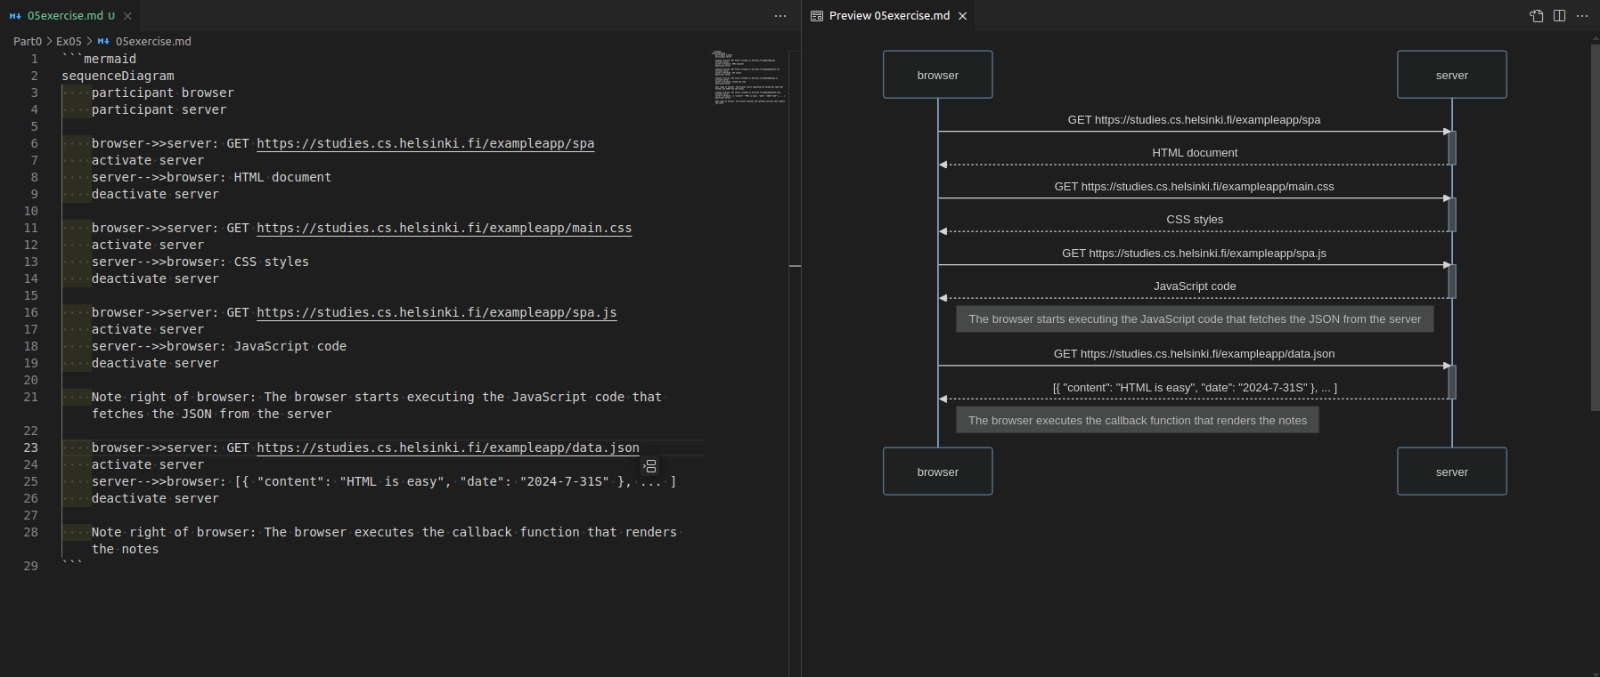 05exercise.md U
Part0 > Ex05 > 05exercise.md
1 ```mermaid
2 sequenceDiagram
3 participant browser
4 participant server
5
6 browser->>server: GET https://studies.cs.helsinki.fi/exampleapp/spa
7 activate server
8 server-->>browser: HTML document
9 deactivate server
10
11 browser->>server: GET https://studies.cs.helsinki.fi/exampleapp/main.css
12 activate server
13 server-->>browser: CSS styles
14 deactivate server
15
16 browser->>server: GET https://studies.cs.helsinki.fi/exampleapp/spa.js
17 activate server
18 server-->>browser: JavaScript code
19 deactivate server
20
21 Note right of browser: The browser starts executing the JavaScript code that
fetches the JSON from the server
22
23 browser->>server: GET https://studies.cs.helsinki.fi/exampleapp/data.json
24 activate server
25 server-->>browser: [{ "content": "HTML is easy", "date": "2024-7-31S" }, ... ]
26 deactivate server
27
28 Note right of browser: The browser executes the callback function that renders
the notes
29 ```
Preview 05exercise.md
browser server
GET https://studies.cs.helsinki.fi/exampleapp/spa
HTML document
GET https://studies.cs.helsinki.fi/exampleapp/main.css
CSS styles
GET https://studies.cs.helsinki.fi/exampleapp/spa.js
JavaScript code
The browser starts executing the JavaScript code that fetches the JSON from the server
GET https://studies.cs.helsinki.fi/exampleapp/data.json
[{ "content": "HTML is easy", "date": "2024-7-31S" }, ... ]
The browser executes the callback function that renders the notes
browser server